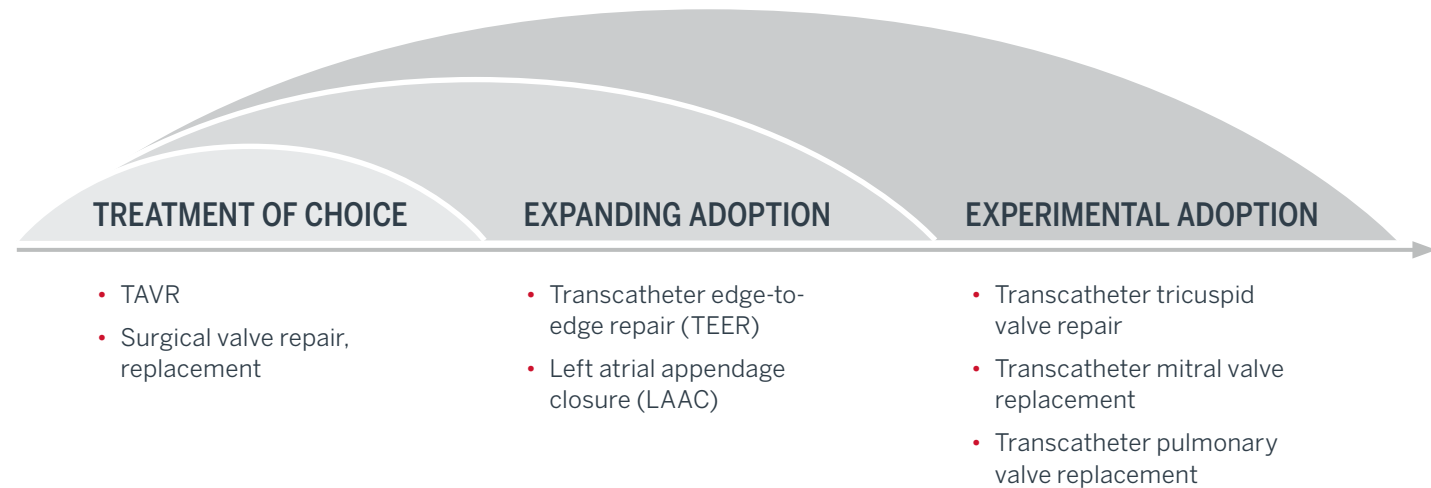 TREATMENT OF CHOICE
• TAVR
• Surgical valve repair,
replacement
EXPANDING ADOPTION
• Transcatheter edge-to-
edge repair (TEER)
• Left atrial appendage
closure (LAAC)
EXPERIMENTAL ADOPTION
• Transcatheter tricuspid
valve repair
• Transcatheter mitral valve
replacement
• Transcatheter pulmonary
valve replacement